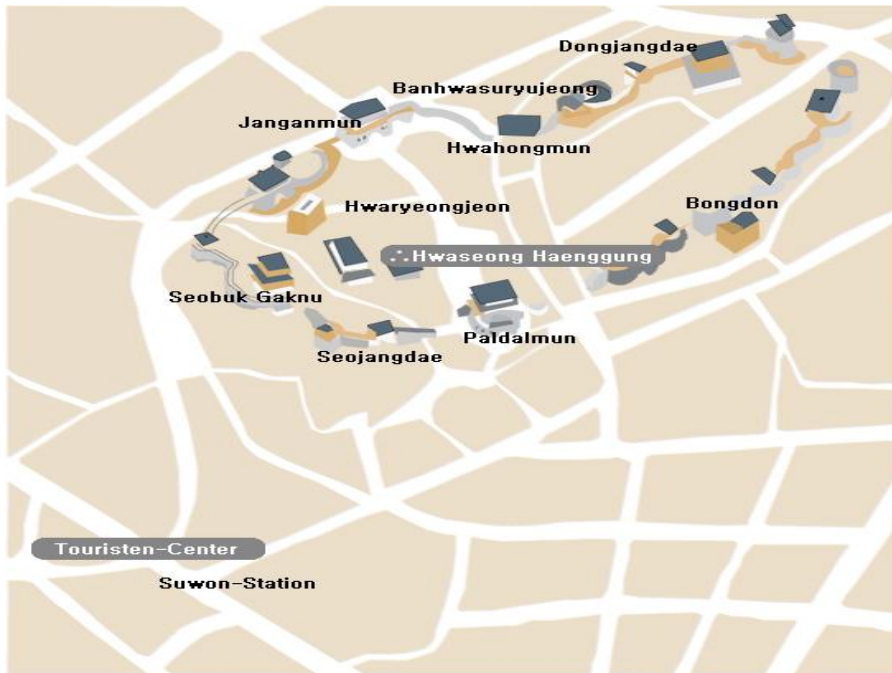 Dongjangdae
Banhwasuryujeong
Janganmun
Hwahongmun
Hwaryeongjeon
Bongdon
Hwaseong Haenggung
Seobuk Gaknu
Paldalmun
Seojangdae
Touristen-Center
Suwon-Station